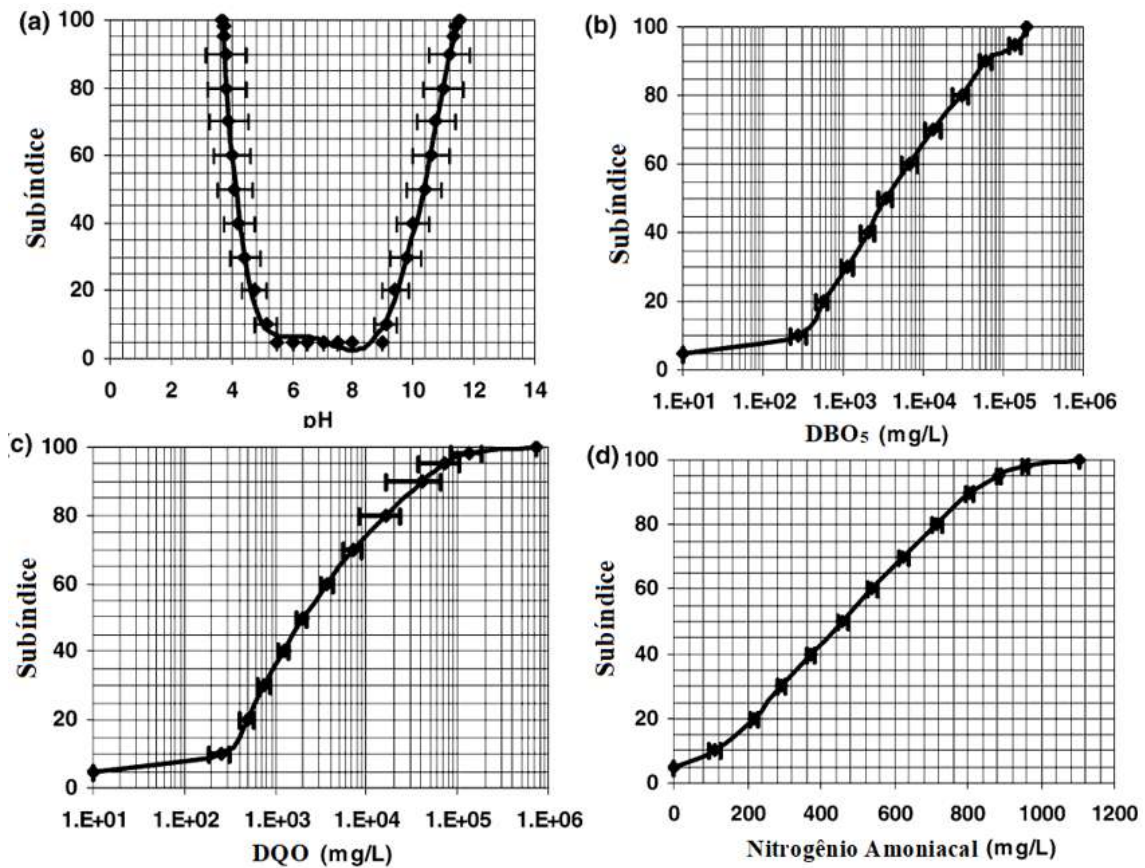 (a)
100
80
60
40
20
0
Subíndice
0 2 4 6 8 10 12 14
pH
(b)
100
80
60
40
20
0
Subíndice
1.E+01 1.E+02 1.E+03 1.E+04 1.E+05 1.E+06
DBO₅ (mg/L)
c)
100
80
60
40
20
0
Subíndice
1.E+01 1.E+02 1.E+03 1.E+04 1.E+05 1.E+06
DQO (mg/L)
(d)
100
80
60
40
20
0
Subíndice
0 200 400 600 800 1000 1200
Nitrogênio Amoniacal (mg/L)